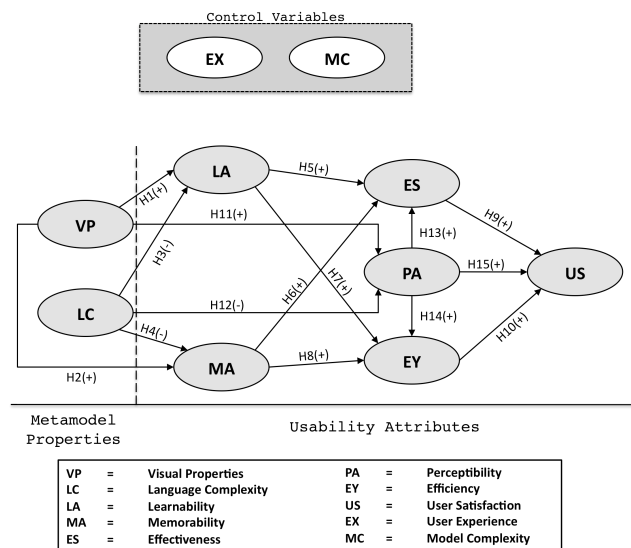 Control Variables
EX
MC
LA
H5(+)
ES
H1(+)
H9(+)
VP
H11(+)
H13(+)
H3(-)
H6(+)
H7(+)
PA
H15(+)
US
LC
H12(-)
H14(+)
H4(-)
H10(+)
MA
H8(+)
EY
H2(+)
Metamodel
Properties
Usability Attributes
VP = Visual Properties
LC = Language Complexity
LA = Learnability
MA = Memorability
ES = Effectiveness
PA = Perceptibility
EY = Efficiency
US = User Satisfaction
EX = User Experience
MC = Model Complexity